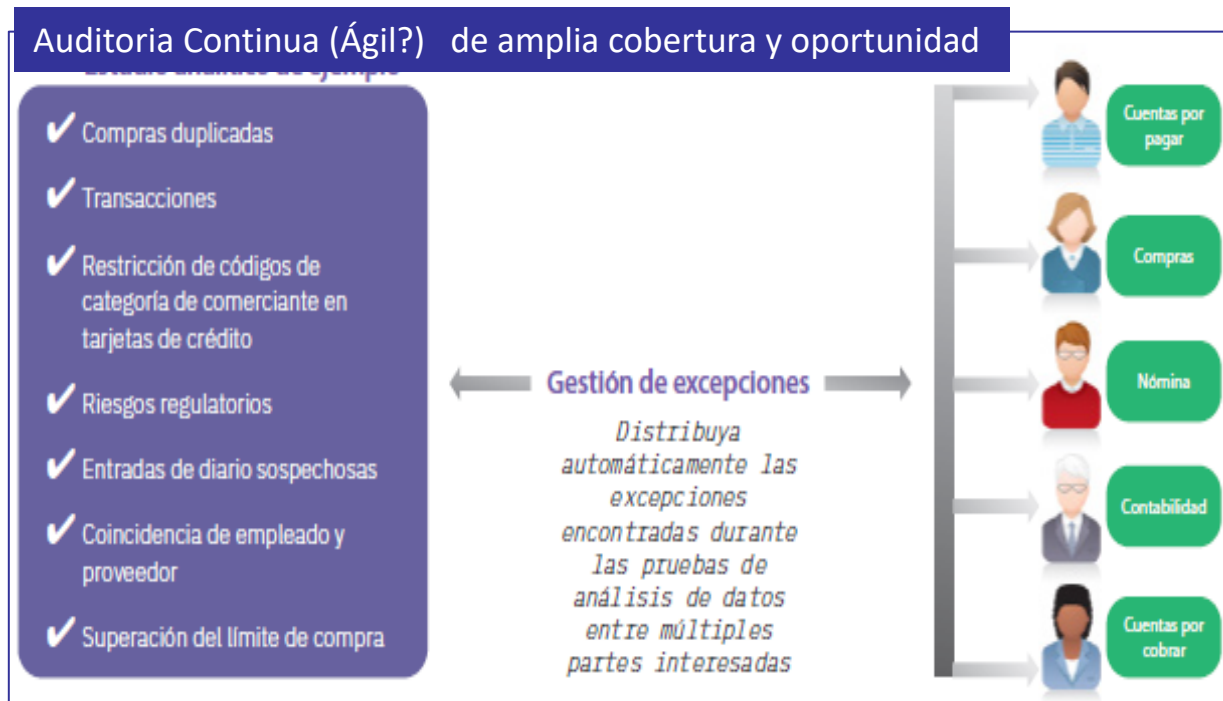 Auditoria Continua (Ágil?) de amplia cobertura y oportunidad
✔ Compras duplicadas
✔ Transacciones
✔ Restricción de códigos de
categoría de comerciante en
tarjetas de crédito
✔ Riesgos regulatorios
✔ Entradas de diario sospechosas
✔ Coincidencia de empleado y
proveedor
✔ Superación del límite de compra
Gestión de excepciones
Distribuya
automáticamente las
excepciones
encontradas durante
las pruebas de
análisis de datos
entre múltiples
partes interesadas
Cuentas por
pagar
Compras
Nómina
Contabilidad
Cuentas por
cobrar